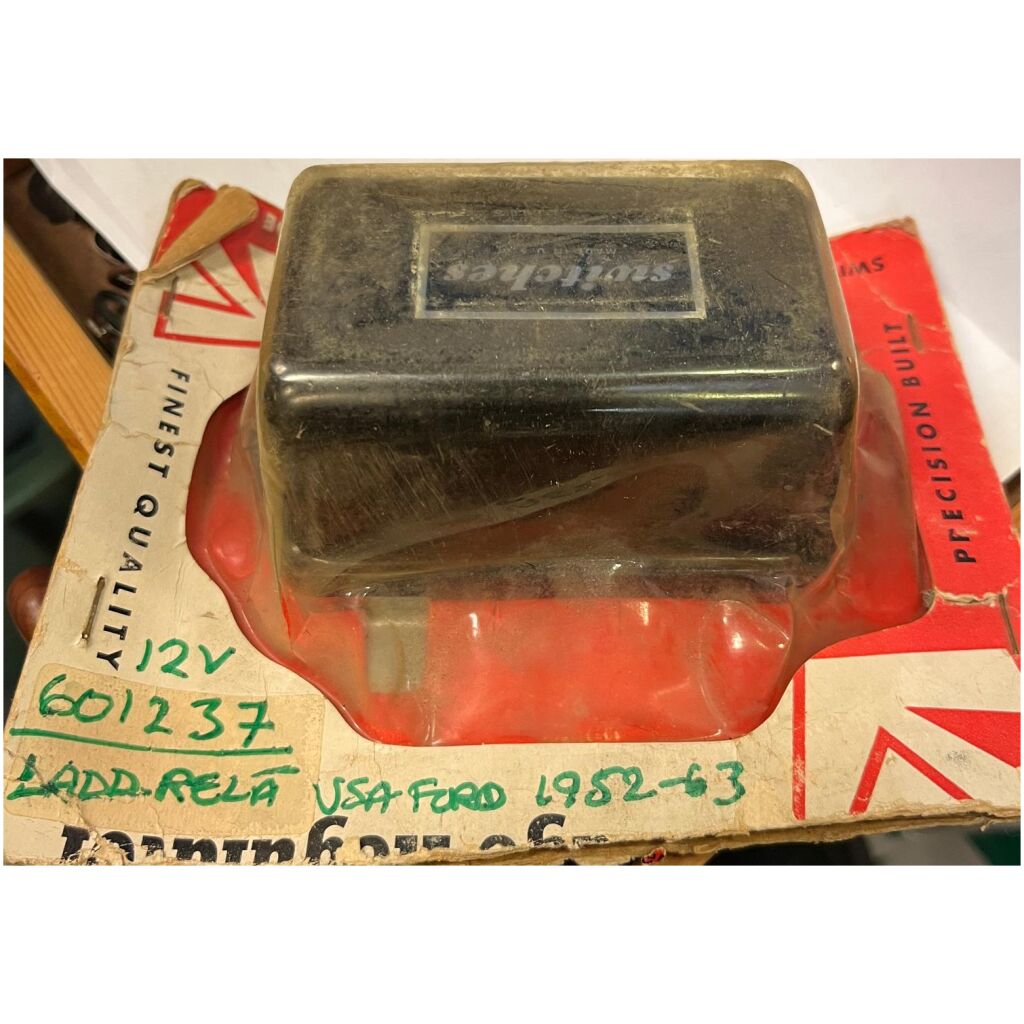 switches
FINEST QUALITY
PRECISION BUILT
12V
601237
LADD.RELÄ USA FORD 1952-63